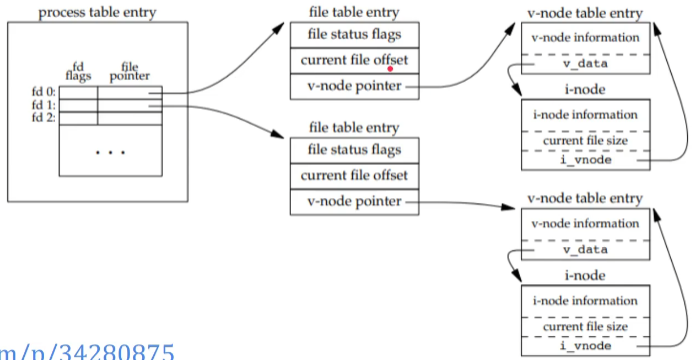 process table entry
fd
flags
file
pointer
fd 0:
fd 1:
fd 2:
. . .
file table entry
file status flags
current file offset
v-node pointer
file table entry
file status flags
current file offset
v-node pointer
v-node table entry
v-node information
v_data
i-node
i-node information
current file size
i_vnode
v-node table entry
v-node information
v_data
i-node
i-node information
current file size
i_vnode
m/p/34280875